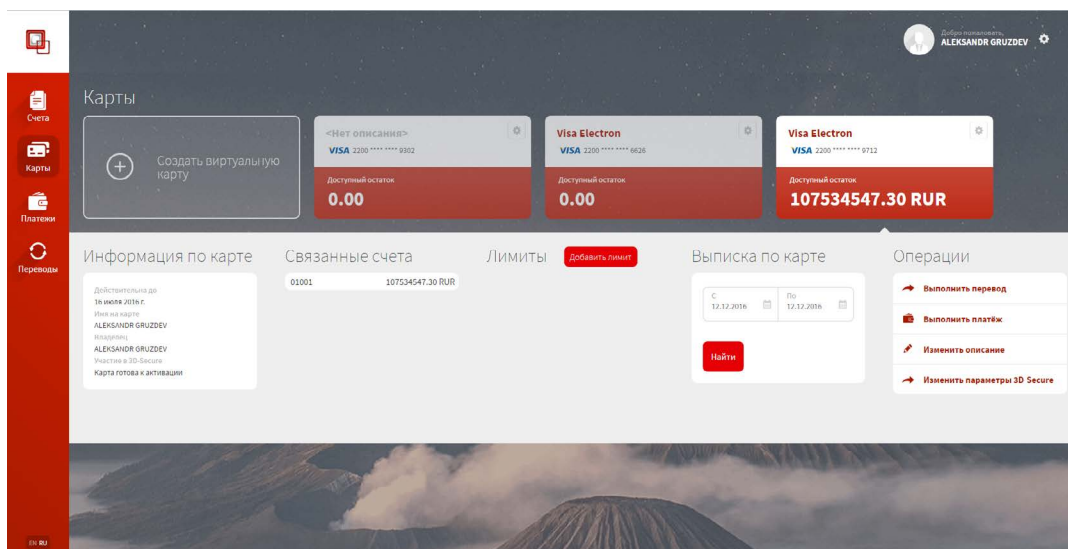 Добро пожаловать,
ALEKSANDR GRUZDEV
Счета
Карты
Платежи
Переводы
EN RU
Карты
Создать виртуальную
карту
<Нет описания>
VISA 2200 **** **** 9302
Доступный остаток
0.00
Visa Electron
VISA 2200 **** **** 6626
Доступный остаток
0.00
Visa Electron
VISA 2200 **** **** 9712
Доступный остаток
107534547.30 RUR
Информация по карте
Действительна до
16 июля 2016 г.
Имя на карте
ALEKSANDR GRUZDEV
Владелец
ALEKSANDR GRUZDEV
Участие в 3D-Secure
Карта готова к активации
Связанные счета
01001 107534547.30 RUR
Лимиты
Добавить лимит
Выписка по карте
С
12.12.2016
По
12.12.2016
Найти
Операции
Выполнить перевод
Выполнить платёж
Изменить описание
Изменить параметры 3D Secure